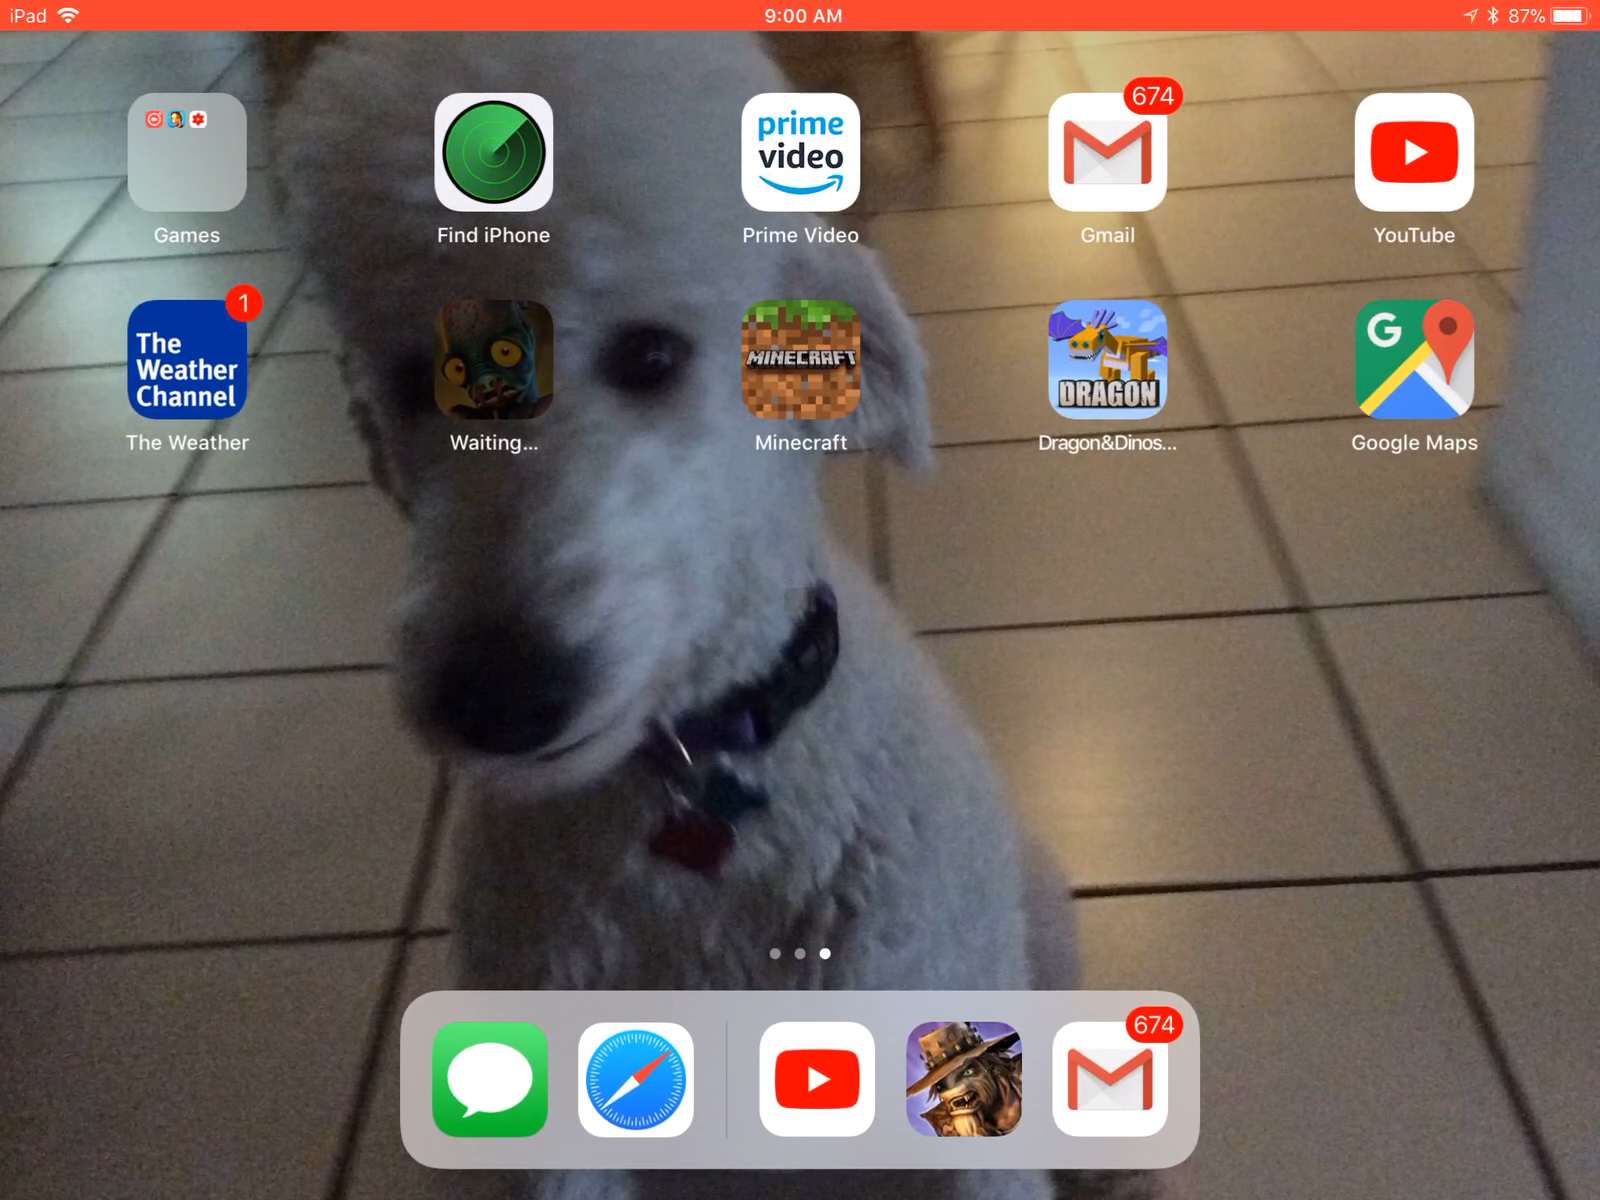 iPad 9:00 AM 87%
674
prime
video
Games Find iPhone Prime Video Gmail YouTube
1
The
Weather
Channel
MINECRAFT
DRAGON
G
The Weather Waiting... Minecraft Dragon&Dinos... Google Maps
674